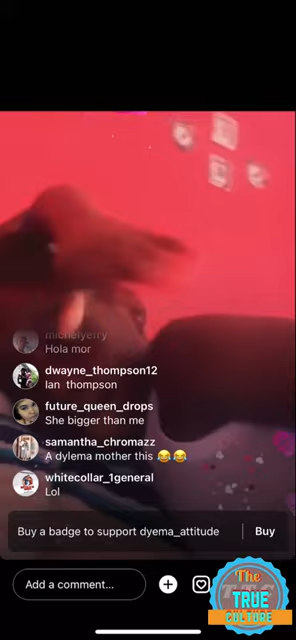 michelyerry
Hola mor
dwayne_thompson12
Ian thompson
future_queen_drops
She bigger than me
samantha_chromazz
A dylema mother this 😂😂
whitecollar_1general
Lol
Buy a badge to support dyema_attitude
Buy
Add a comment...
The
TRUE
CULTURE